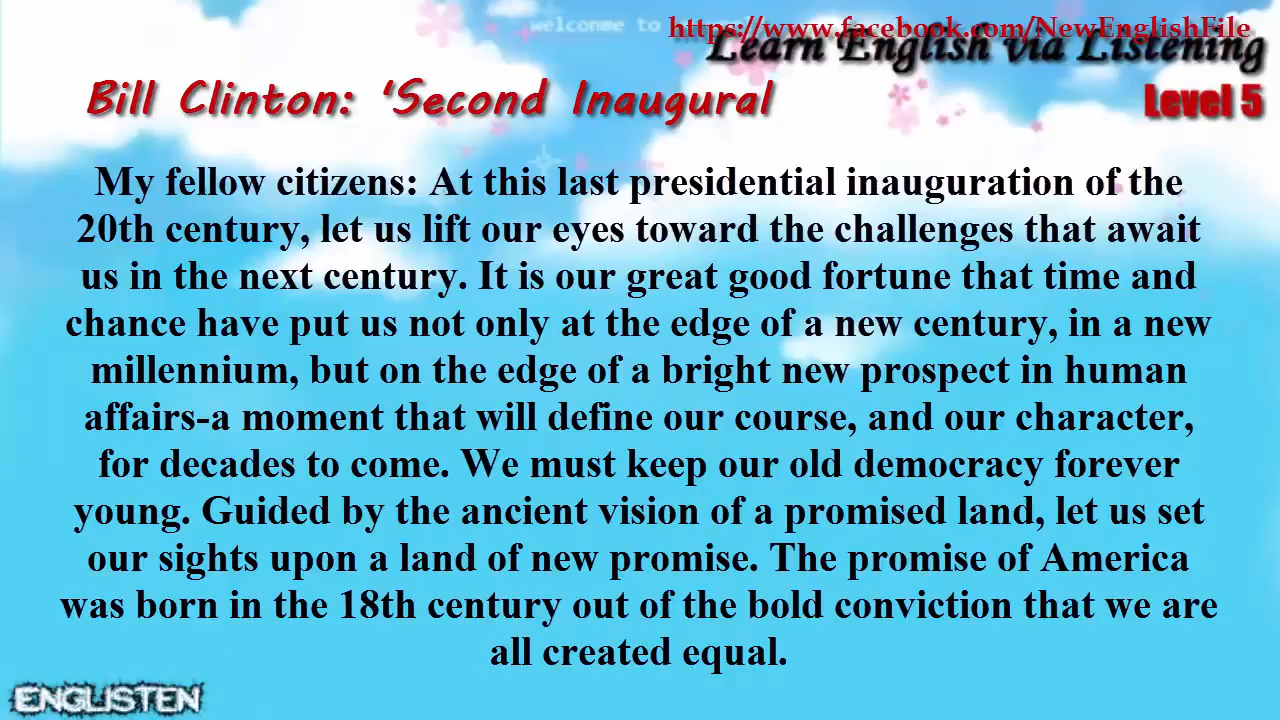 welconme to
https://www.facebook.com/NewEnglishFile
Learn English via Listening
Bill Clinton: 'Second Inaugural
Level 5
My fellow citizens: At this last presidential inauguration of the
20th century, let us lift our eyes toward the challenges that await
us in the next century. It is our great good fortune that time and
chance have put us not only at the edge of a new century, in a new
millennium, but on the edge of a bright new prospect in human
affairs-a moment that will define our course, and our character,
for decades to come. We must keep our old democracy forever
young. Guided by the ancient vision of a promised land, let us set
our sights upon a land of new promise. The promise of America
was born in the 18th century out of the bold conviction that we are
all created equal.
ENGLISTEN